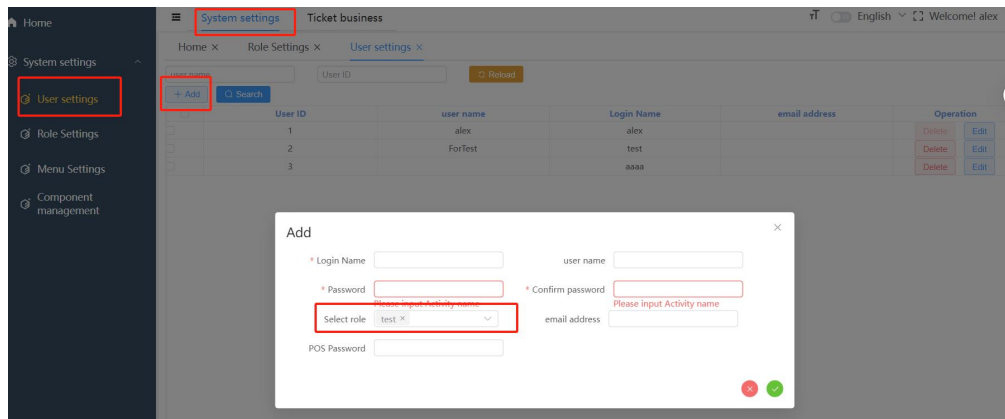 Home
System settings
User settings
Role Settings
Menu Settings
Component
management
System settings Ticket business
TT English Welcome! alex
Home × Role Settings × User settings ×
user name User ID Reload
+ Add Search
User ID user name Login Name email address Operation
1 alex alex Delete Edit
2 ForTest test Delete Edit
3 aaaa Delete Edit
Add ×
* Login Name user name
* Password * Confirm password
Please input Activity name Please input Activity name
Select role test × email address
POS Password